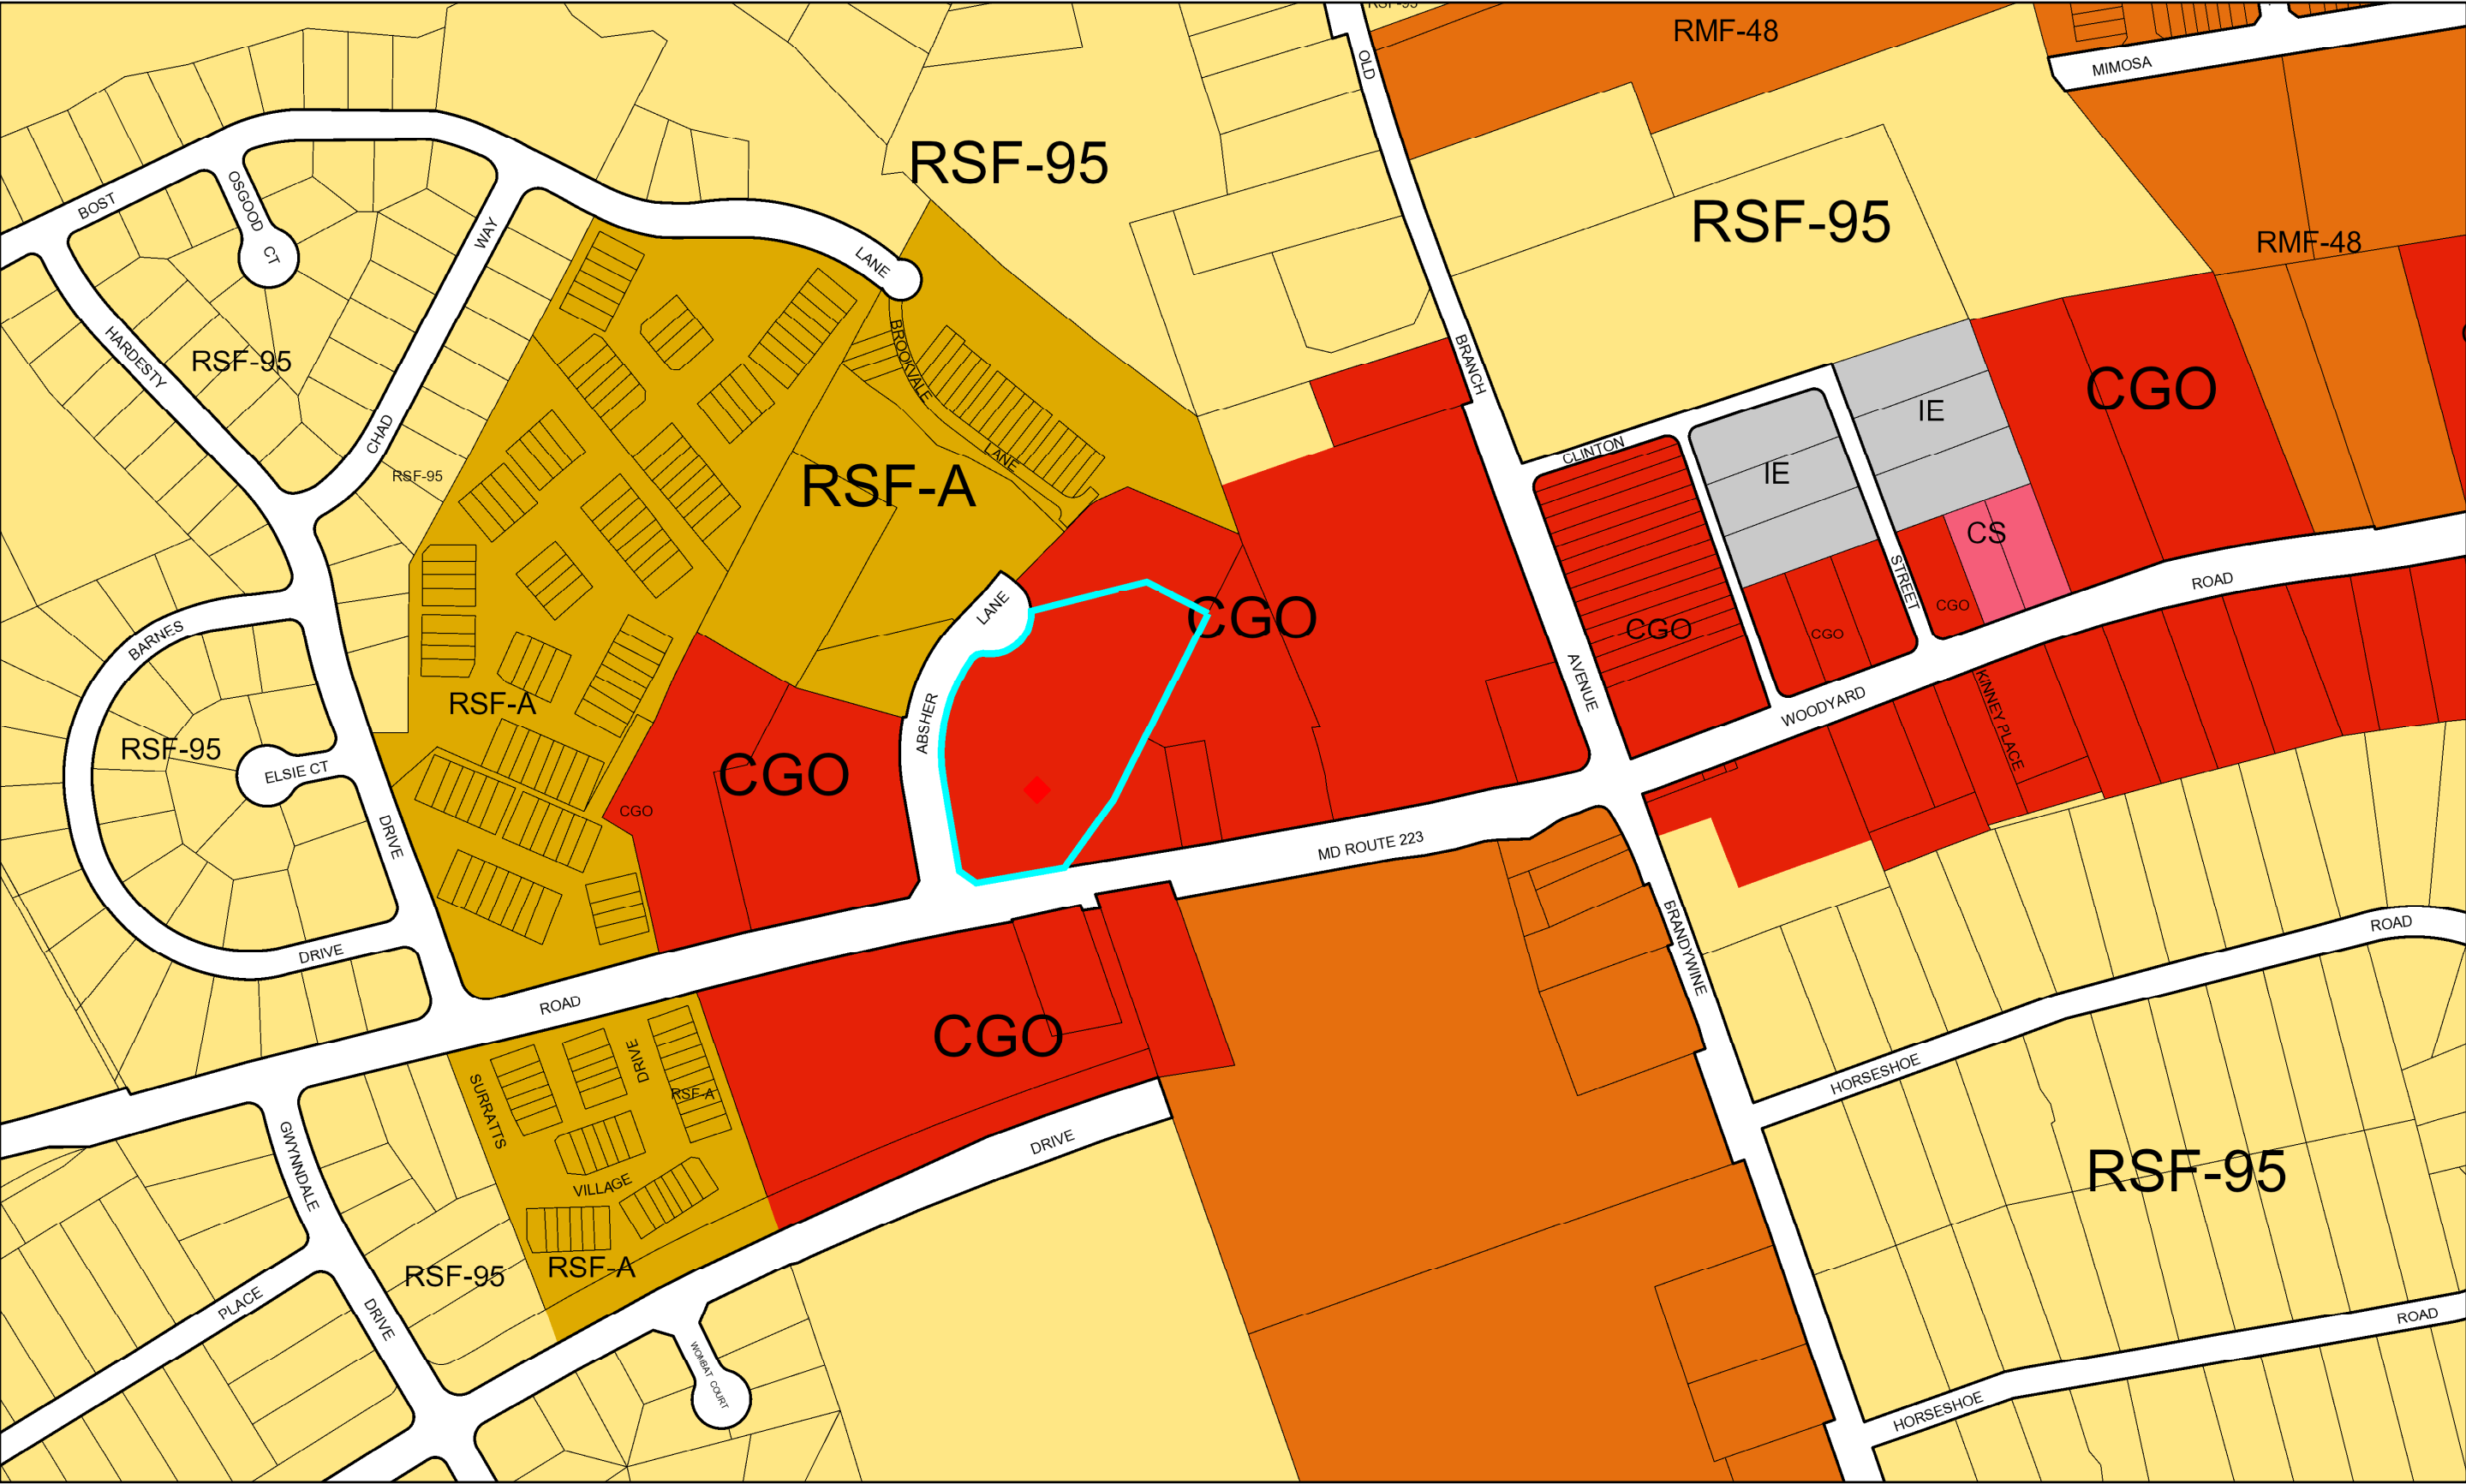 RSF-95
RMF-48
MIMOSA
OLD
RSF-95
RSF-95
BOST
OSGOOD
CT
WAY
LANE
RMF-48
HARDESTY
RSF-95
BROOKVALE
BRANCH
CGO
IE
CHAD
RSF-95
RSF-A
LANE
CLINTON
IE
CS
STREET
ROAD
LANE
CGO
CGO
CGO
CGO
BARNES
RSF-A
ABSHER
AVENUE
WOODYARD
KINNEY PLACE
RSF-95
ELSIE CT
CGO
CGO
DRIVE
MD ROUTE 223
DRIVE
ROAD
BRANDYWINE
ROAD
CGO
DRIVE
SURRATTS
RSF-A
HORSESHOE
GWYNNDALE
DRIVE
VILLAGE
RSF-95
RSF-95
RSF-A
PLACE
DRIVE
ROAD
WOMBAT COURT
HORSESHOE